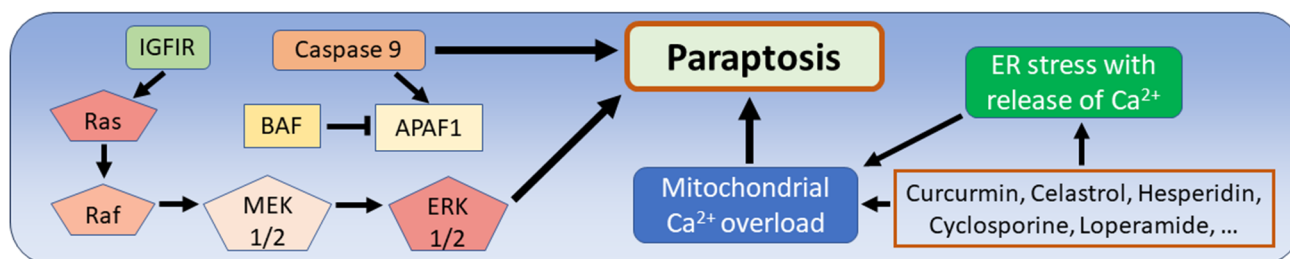 IGFIR
Caspase 9
Paraptosis
ER stress with
release of Ca²⁺
Ras
BAF
APAF1
Raf
MEK
1/2
ERK
1/2
Mitochondrial
Ca²⁺ overload
Curcurmin, Celastrol, Hesperidin,
Cyclosporine, Loperamide, ...